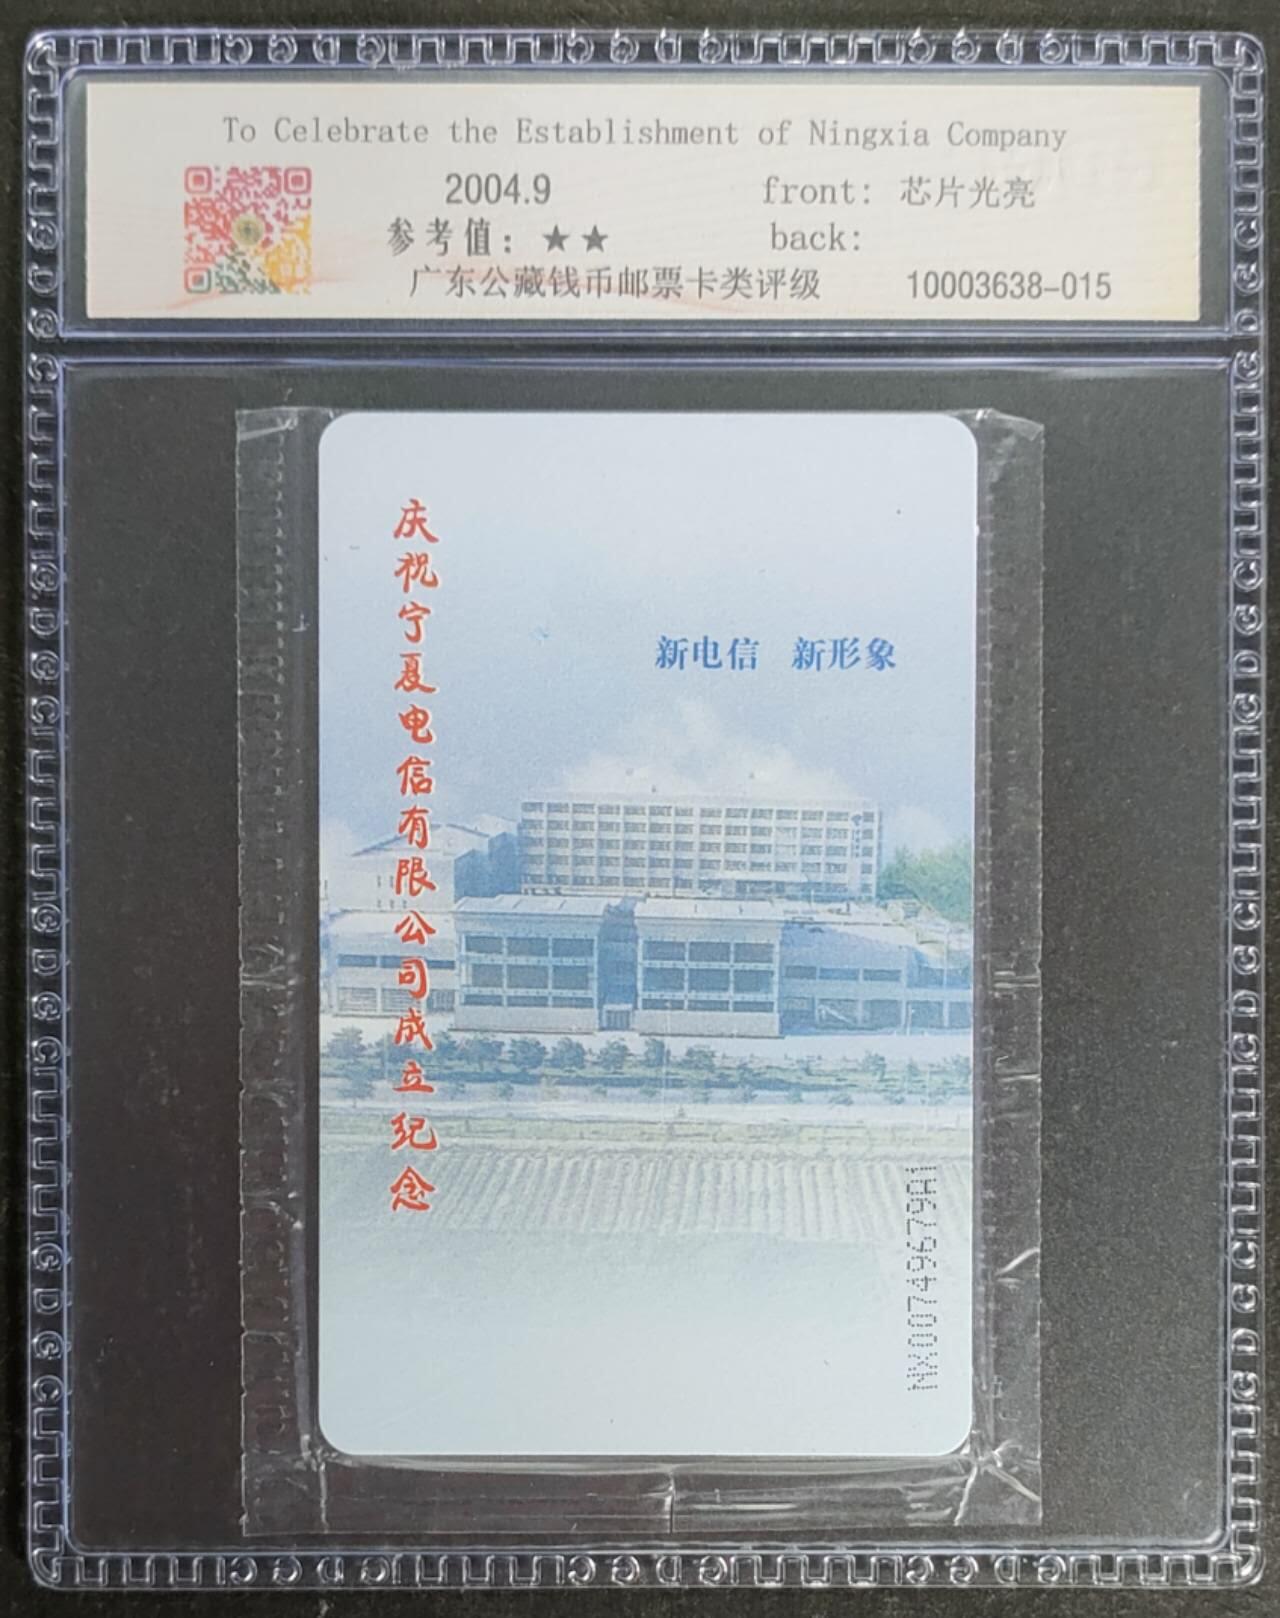 To Celebrate the Establishment of Ningxia Company
2004.9
front: 芯片光亮
参考值：★★
back:
广东公藏钱币邮票卡类评级
10003638-015
庆祝宁夏电信有限公司成立纪念
新电信 新形象